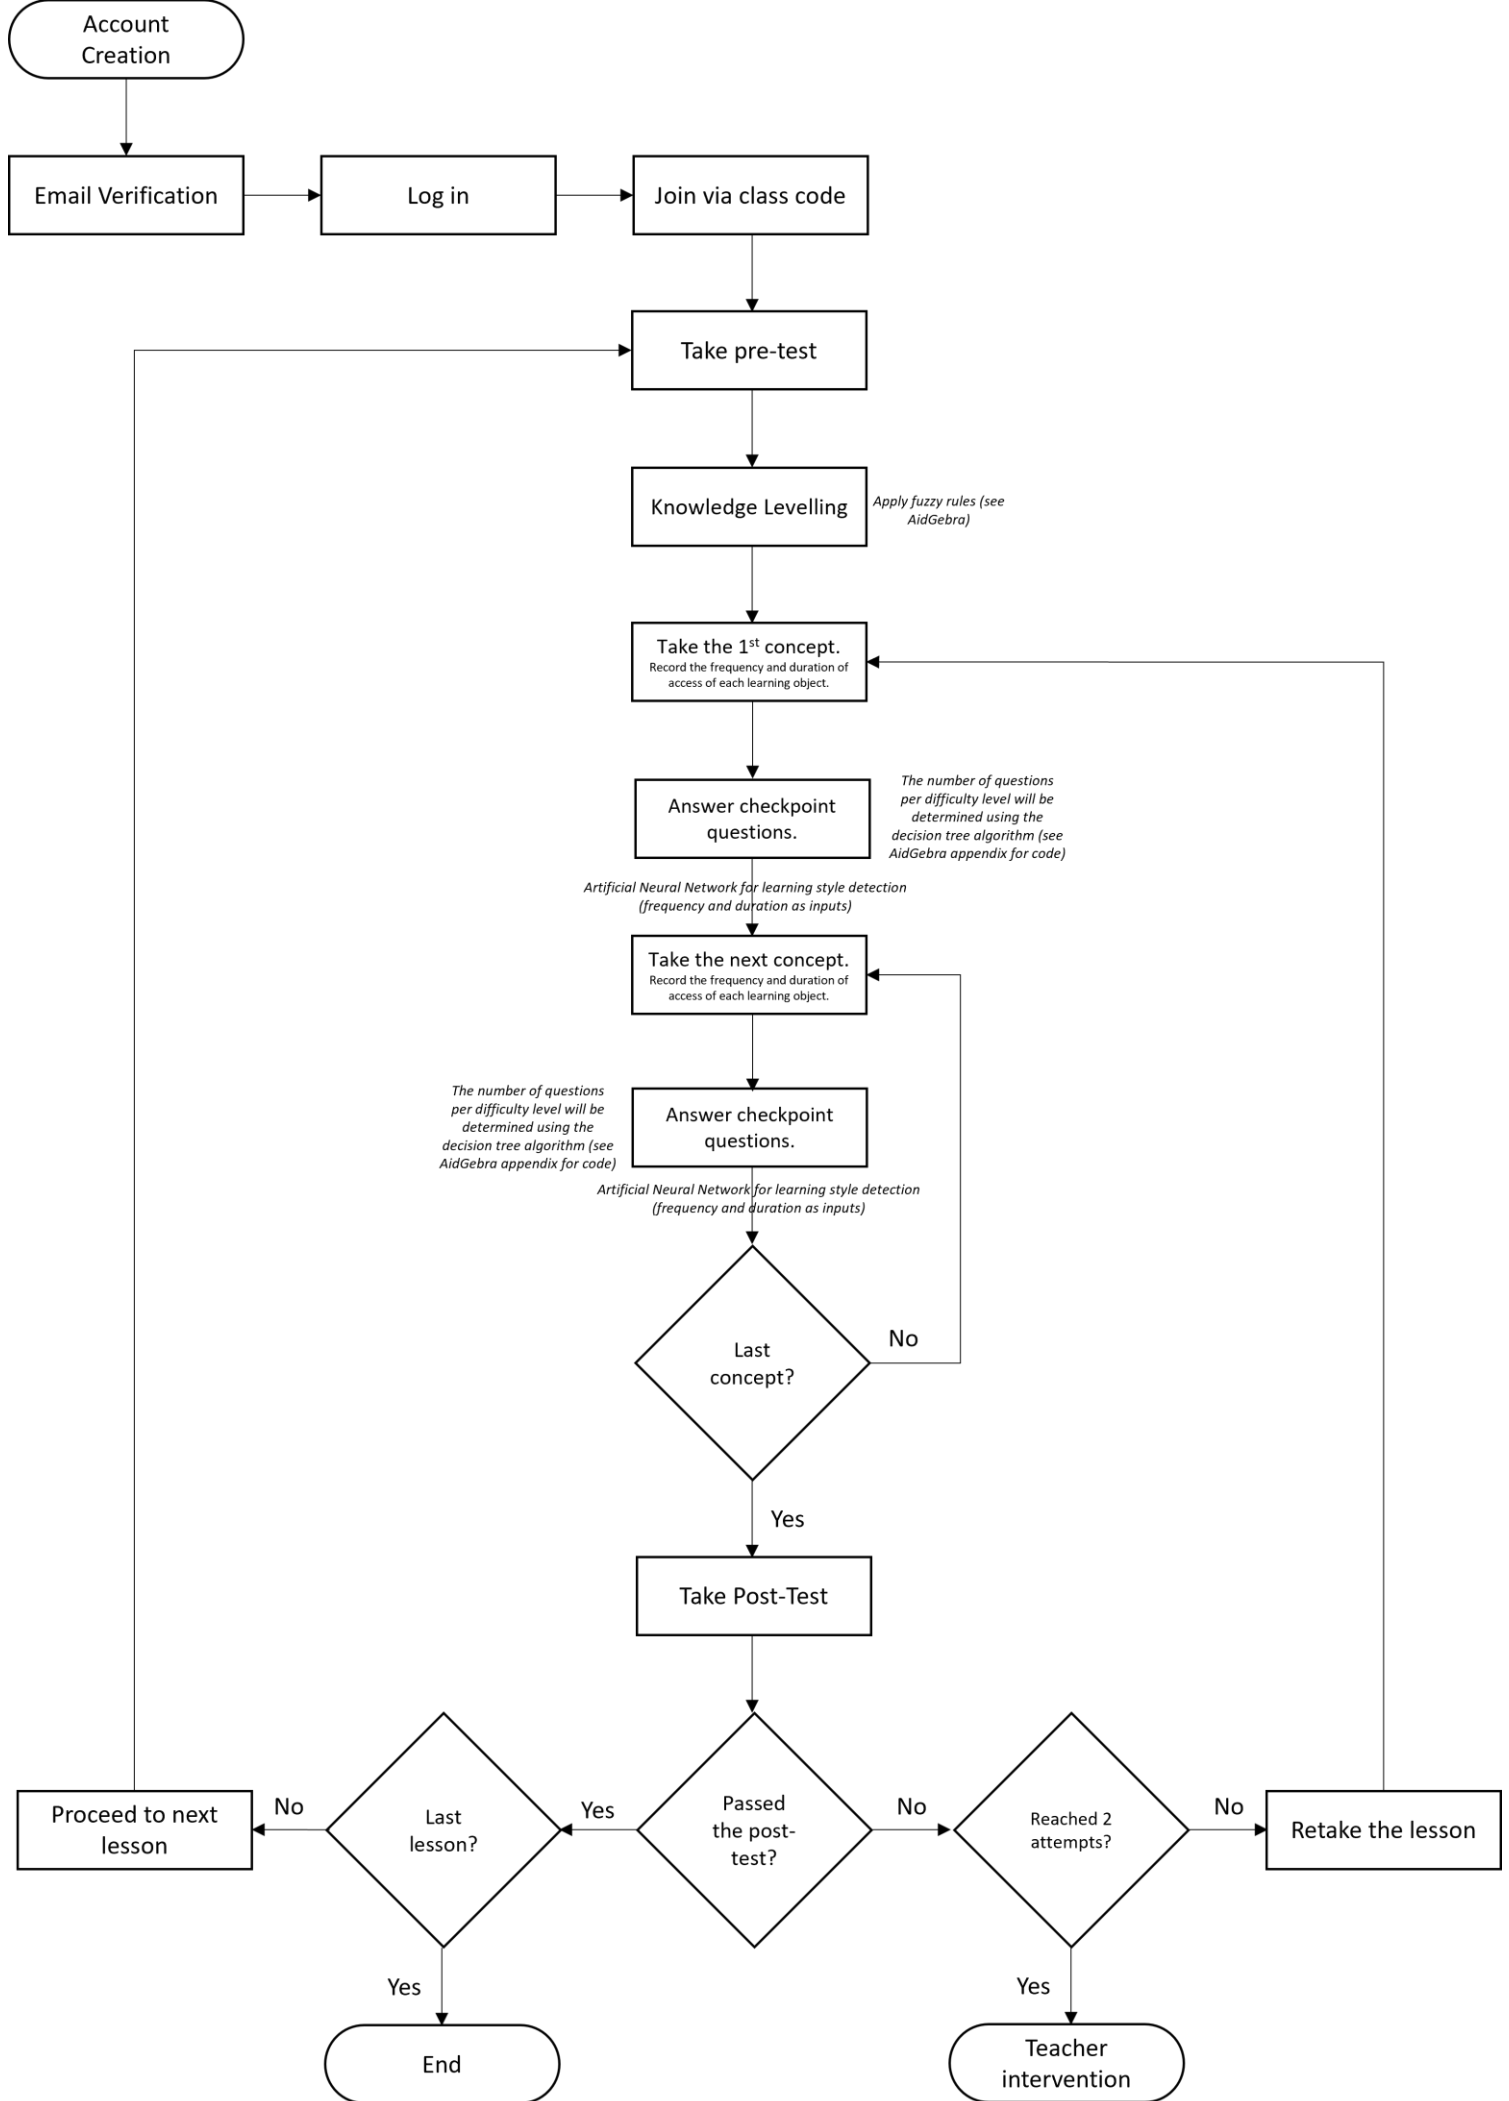 Account
Creation
Email Verification
Log in
Join via class code
Take pre-test
Knowledge Levelling
Apply fuzzy rules (see
AidGebra)
Take the 1st concept.
Record the frequency and duration of
access of each learning object.
Answer checkpoint
questions.
The number of questions
per difficulty level will be
determined using the
decision tree algorithm (see
AidGebra appendix for code)
Artificial Neural Network for learning style detection
(frequency and duration as inputs)
Take the next concept.
Record the frequency and duration of
access of each learning object.
The number of questions
per difficulty level will be
determined using the
decision tree algorithm (see
AidGebra appendix for code)
Answer checkpoint
questions.
Artificial Neural Network for learning style detection
(frequency and duration as inputs)
Last
concept?
No
Yes
Take Post-Test
Proceed to next
lesson
No
Last
lesson?
Yes
Passed
the post-
test?
No
Reached 2
attempts?
No
Retake the lesson
Yes
Yes
End
Teacher
intervention